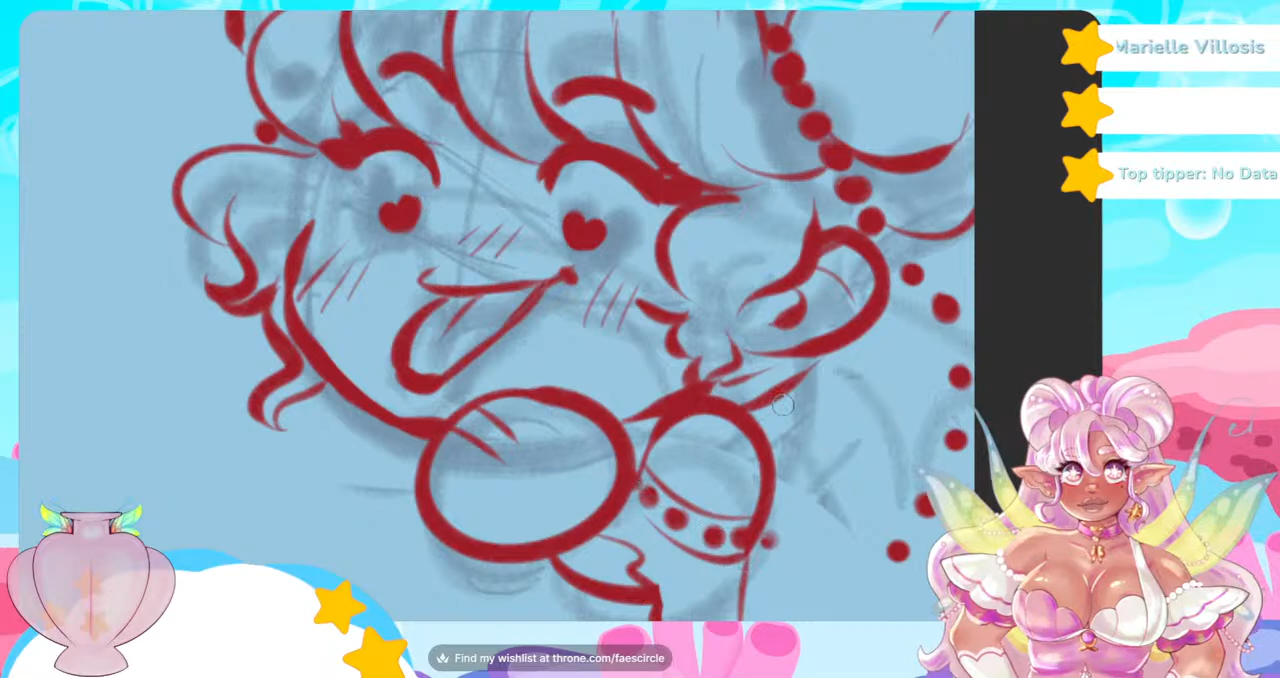 Marielle Villosis
Top tipper: No Data
Find my wishlist at throne.com/faescircle